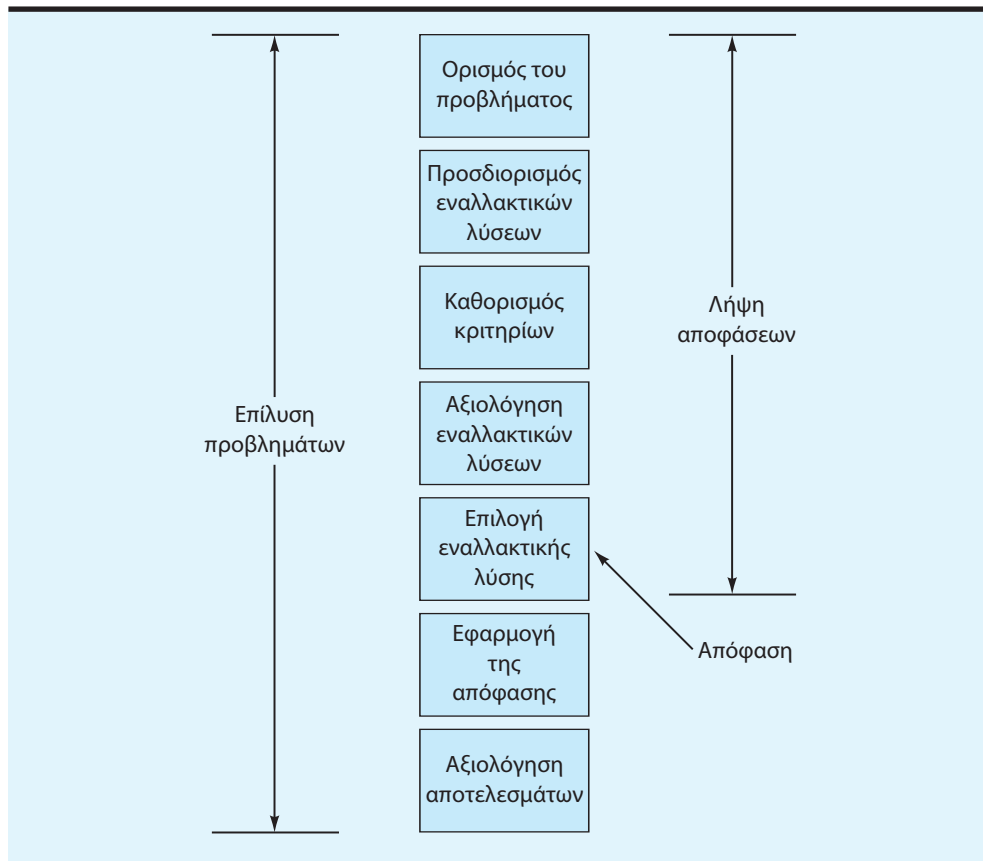 Ορισμός του
προβλήματος
Προσδιορισμός
εναλλακτικών
λύσεων
Καθορισμός
κριτηρίων
Λήψη
αποφάσεων
Αξιολόγηση
εναλλακτικών
λύσεων
Επίλυση
προβλημάτων
Επιλογή
εναλλακτικής
λύσης
Εφαρμογή
της
απόφασης
Απόφαση
Αξιολόγηση
αποτελεσμάτων